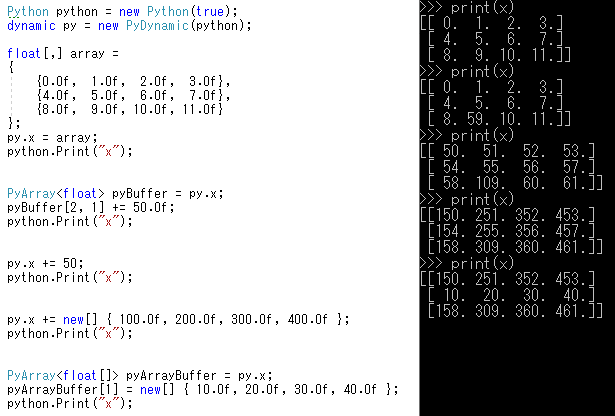 Python python = new Python(true);
dynamic py = new PyDynamic(python);
float[,] array =
{
{0.0f, 1.0f, 2.0f, 3.0f},
{4.0f, 5.0f, 6.0f, 7.0f},
{8.0f, 9.0f, 10.0f, 11.0f}
};
py.x = array;
python.Print("x");
PyArray<float> pyBuffer = py.x;
pyBuffer[2, 1] += 50.0f;
python.Print("x");
py.x += 50;
python.Print("x");
py.x += new[] { 100.0f, 200.0f, 300.0f, 400.0f };
python.Print("x");
PyArray<float[]> pyArrayBuffer = py.x;
pyArrayBuffer[1] = new[] { 10.0f, 20.0f, 30.0f, 40.0f };
python.Print("x");
>>> print(x)
[[ 0. 1. 2. 3.]
[ 4. 5. 6. 7.]
[ 8. 9. 10. 11.]]
>>> print(x)
[[ 0. 1. 2. 3.]
[ 4. 5. 6. 7.]
[ 8. 59. 10. 11.]]
>>> print(x)
[[ 50. 51. 52. 53.]
[ 54. 55. 56. 57.]
[ 58. 109. 60. 61.]]
>>> print(x)
[[150. 251. 352. 453.]
[154. 255. 356. 457.]
[158. 309. 360. 461.]]
>>> print(x)
[[150. 251. 352. 453.]
[ 10. 20. 30. 40.]
[158. 309. 360. 461.]]